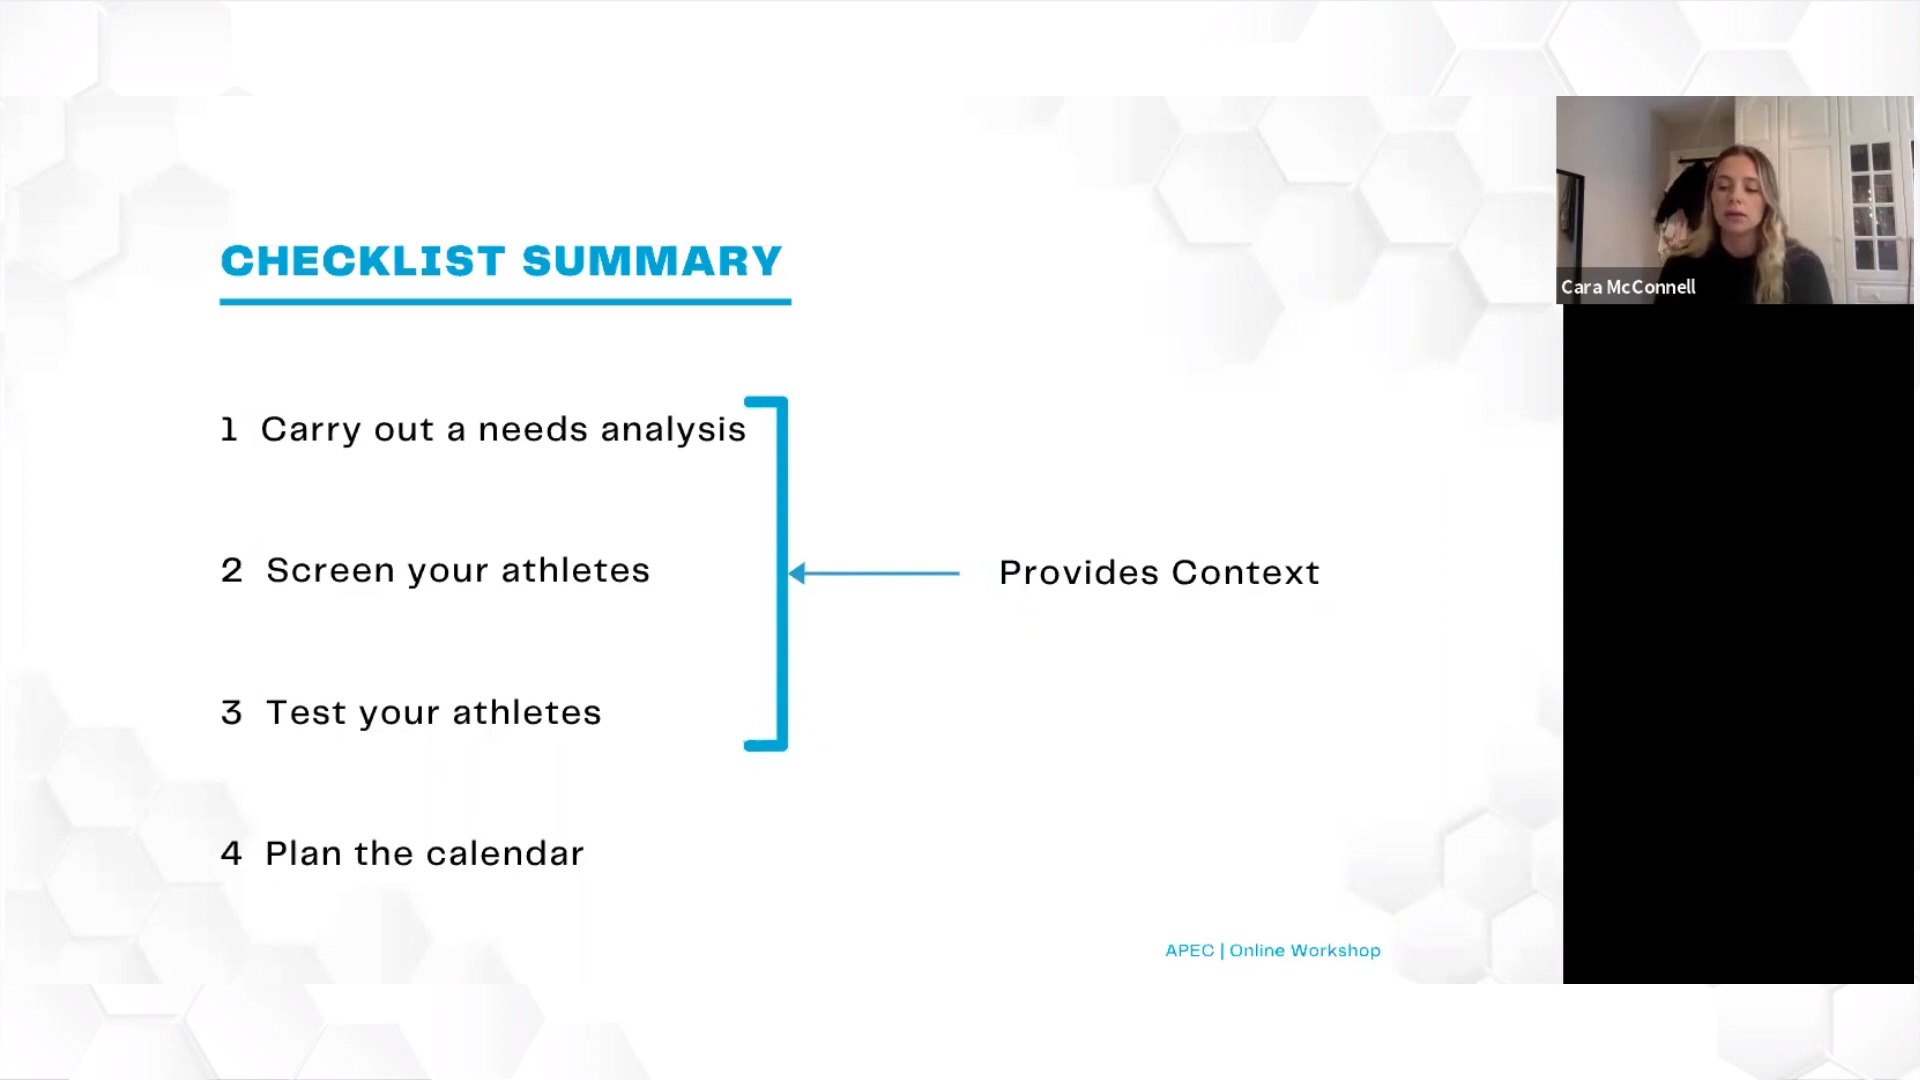 CHECKLIST SUMMARY
1 Carry out a needs analysis
2 Screen your athletes
3 Test your athletes
4 Plan the calendar
Provides Context
APEC | Online Workshop
Cara McConnell